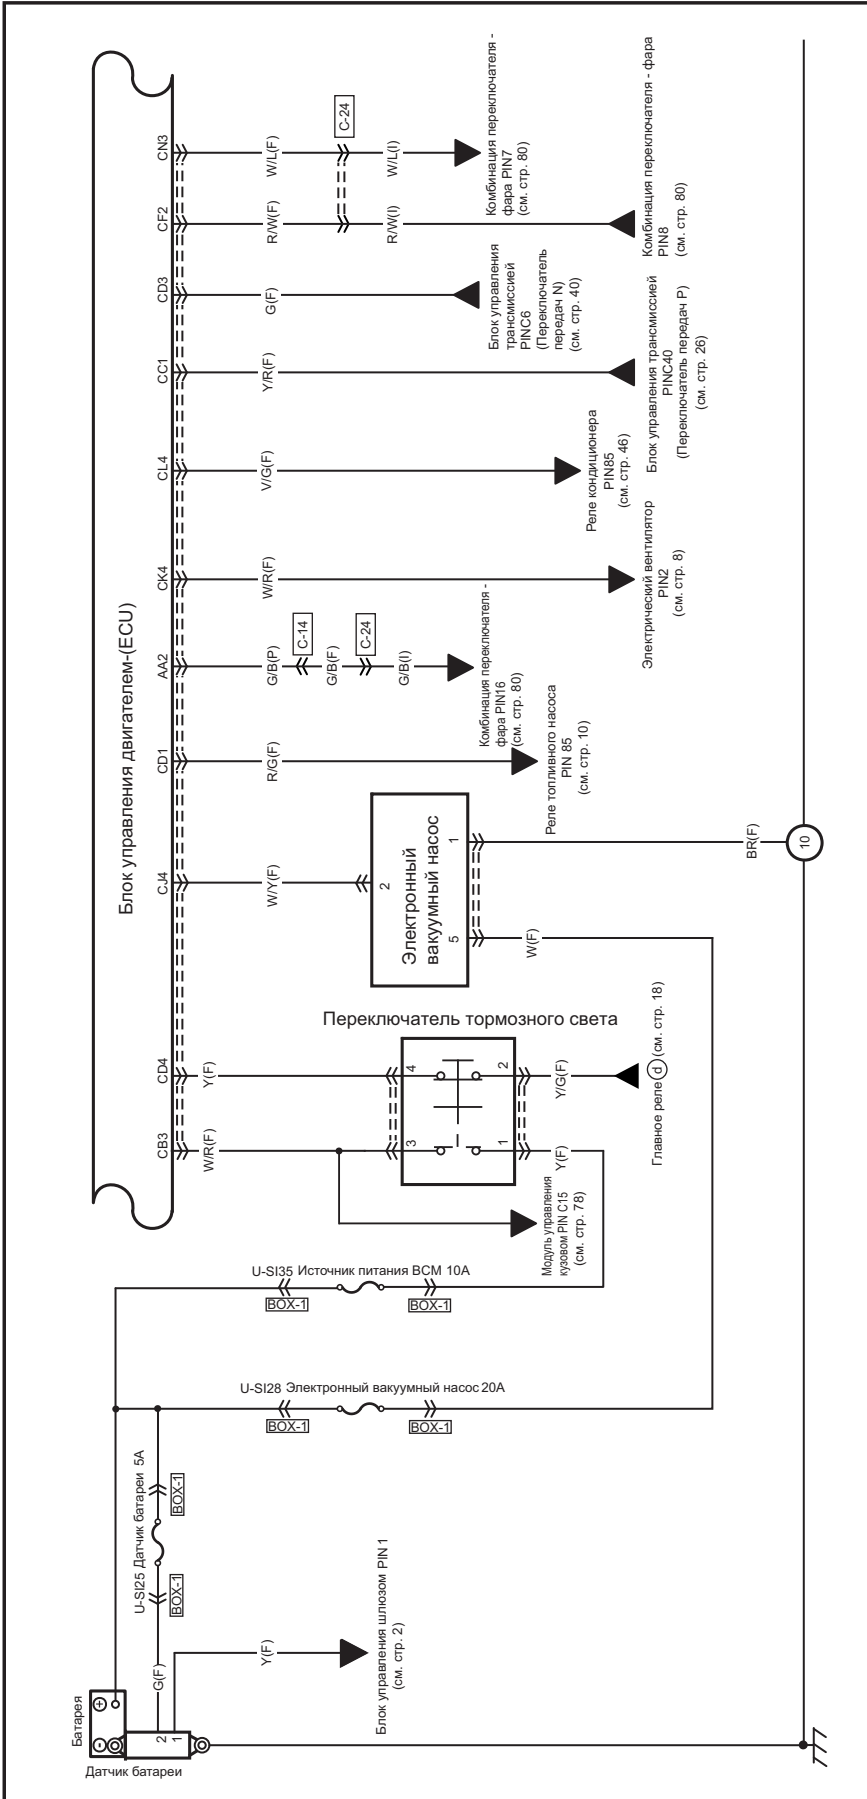 Батарея
Датчик батареи
2
1
G(F)
Y(F)
BOX-1
U-SI25 Датчик батареи 5A
BOX-1
Блок управления шлюзом PIN 1
(см. стр. 2)
U-SI35 Источник питания BCM 10A
BOX-1
BOX-1
U-SI28 Электронный вакуумный насос 20A
BOX-1
BOX-1
Блок управления двигателем-(ECU)
CB3
CD4
CJ4
CD1
AA2
CK4
CL4
CC1
CD3
CF2
CN3
W/R(F)
Y(F)
W/Y(F)
R/G(F)
G/B(P)
W/R(F)
V/G(F)
Y/R(F)
G(F)
R/W(F)
W/L(F)
C-14
G/B(F)
C-24
G/B(I)
C-24
R/W(I)
W/L(I)
Переключатель тормозного света
3
4
1
2
Y(F)
Y/G(F)
Модуль управления
кузовом PIN C15
(см. стр. 78)
Главное реле d (см. стр. 18)
Электронный
вакуумный насос
2
5
1
W(F)
BR(F)
10
Реле топливного насоса
PIN 85
(см. стр. 10)
Комбинация переключателя -
фара PIN16
(см. стр. 80)
Электрический вентилятор
PIN2
(см. стр. 8)
Реле кондиционера
PIN85
(см. стр. 46)
Блок управления трансмиссией
PINC40
(Переключатель передач P)
(см. стр. 26)
Блок управления
трансмиссией
PINC6
(Переключатель
передач N)
(см. стр. 40)
Комбинация переключателя - фара
PIN8
(см. стр. 80)
Комбинация переключателя -
фара PIN7
(см. стр. 80)